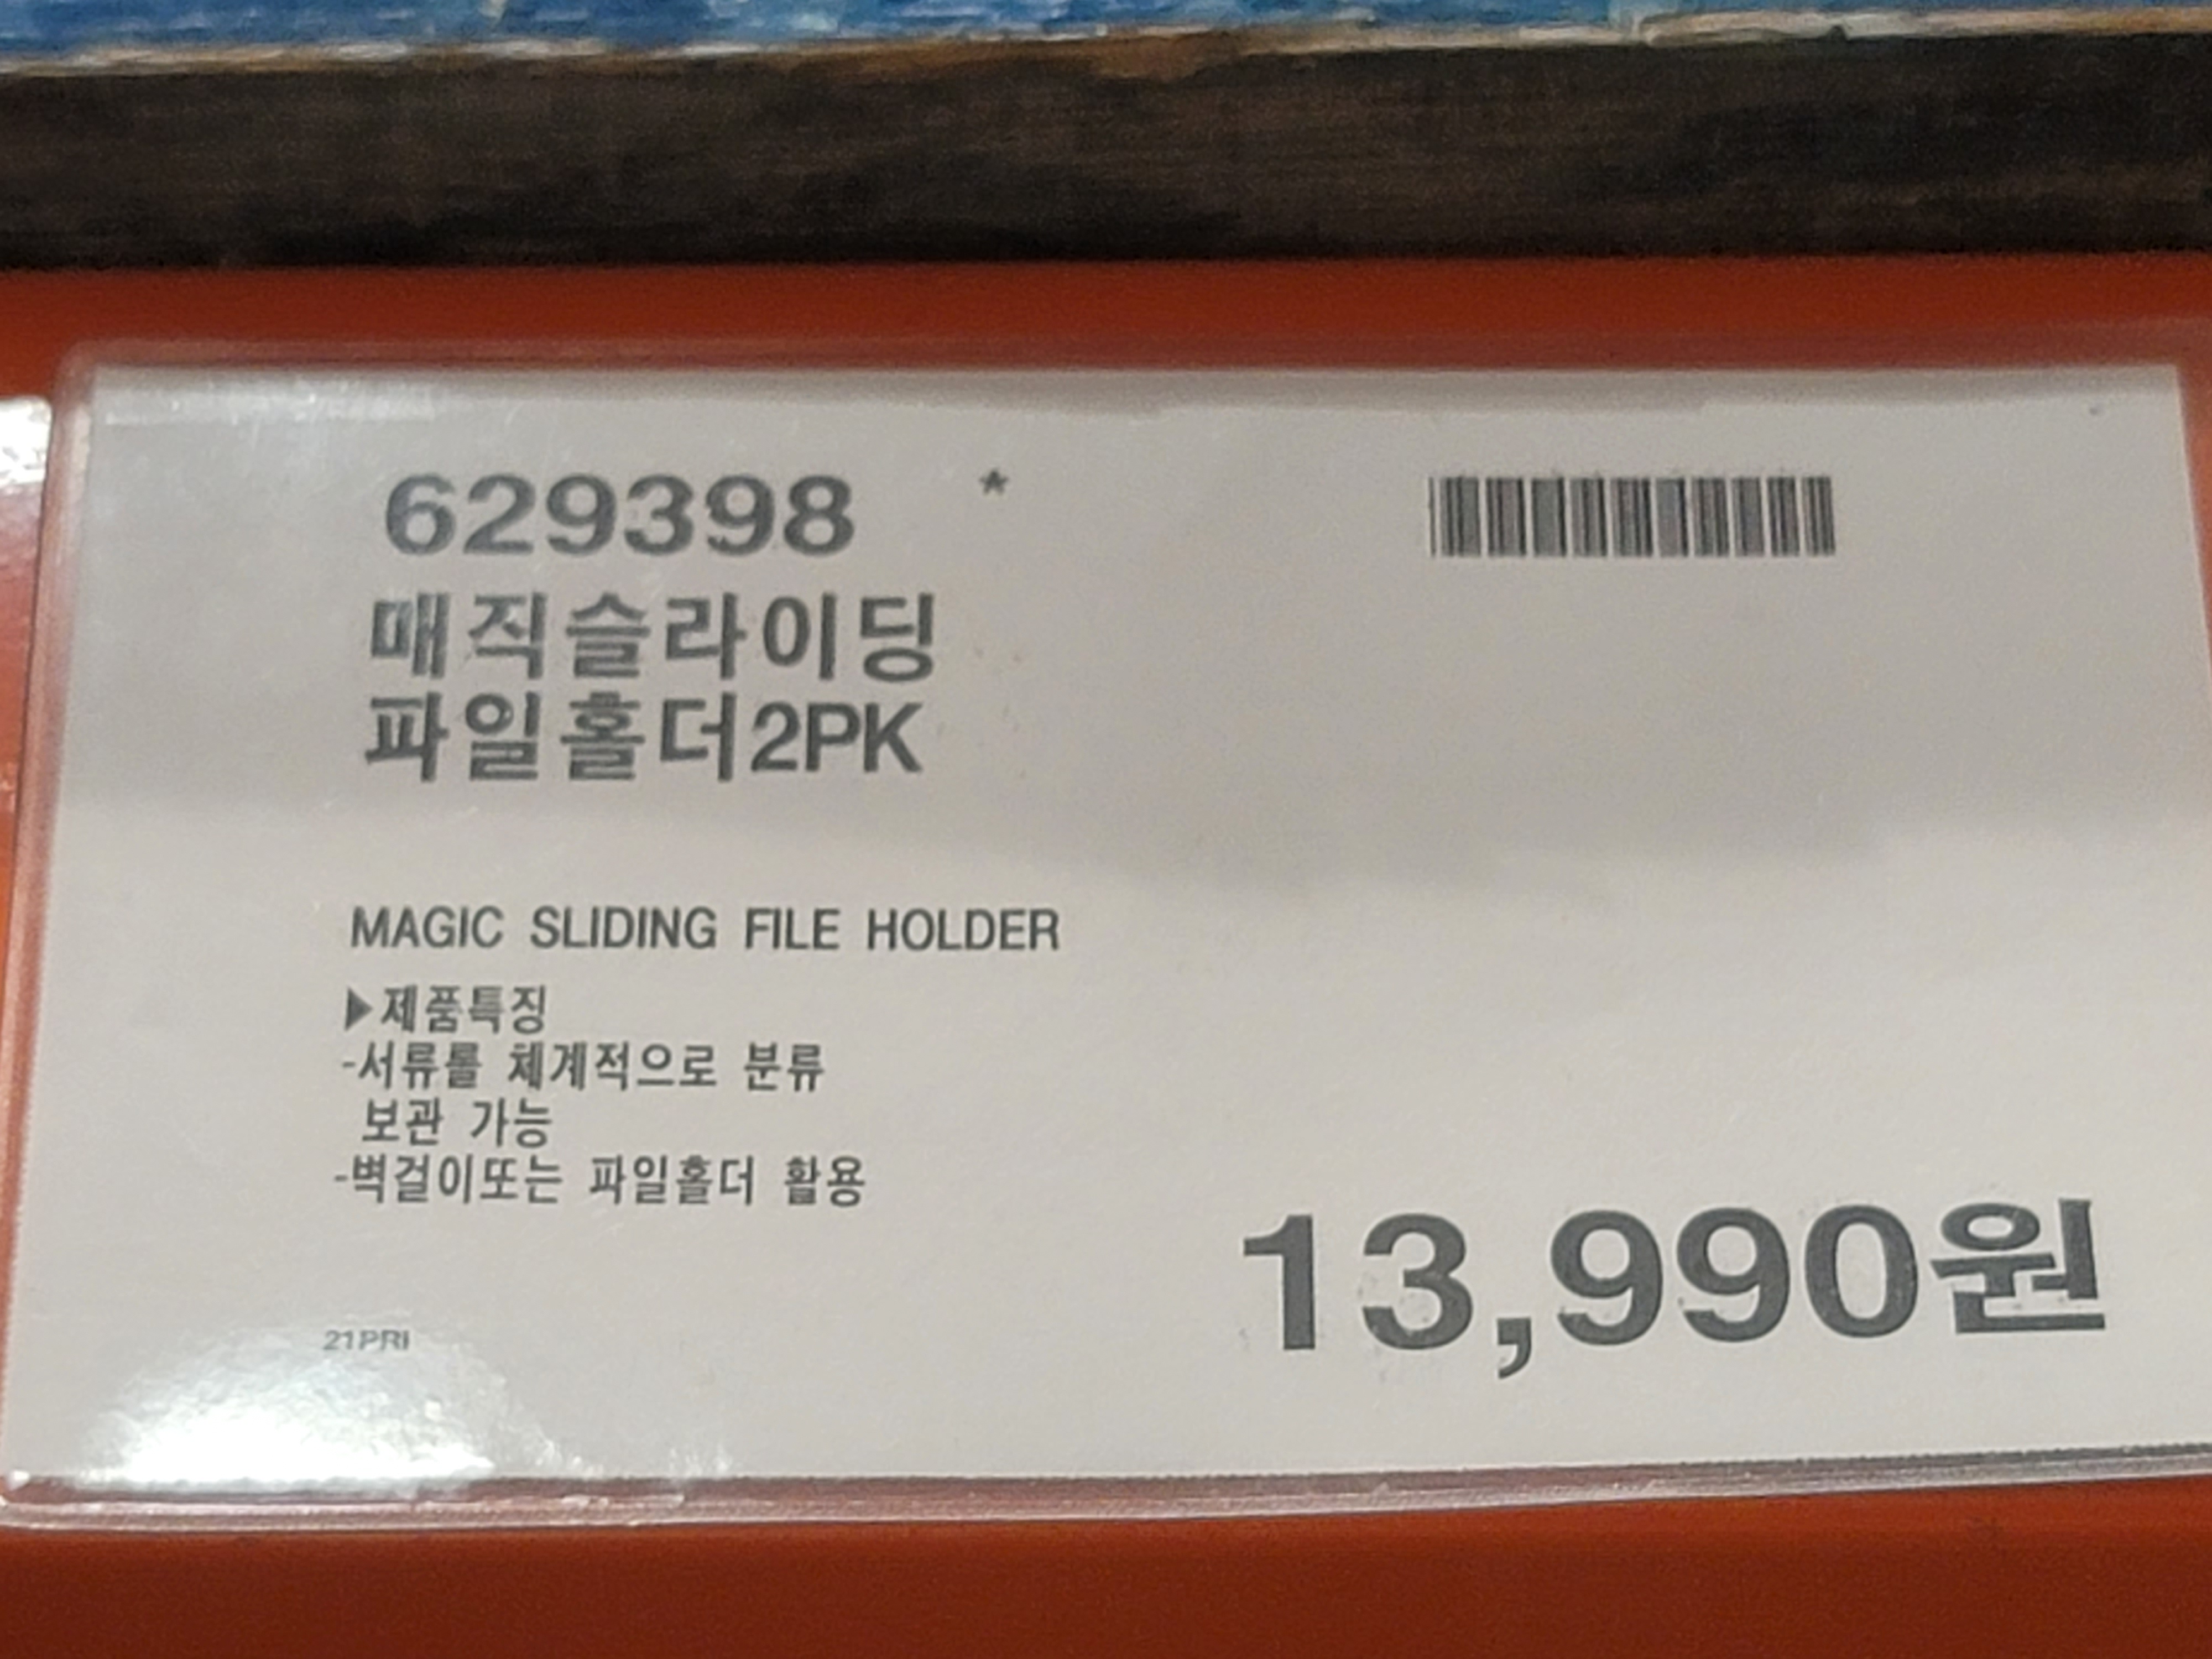 629398 *
매직슬라이딩
파일홀더2PK
MAGIC SLIDING FILE HOLDER
▶제품특징
-서류를 체계적으로 분류
보관 가능
-벽걸이또는 파일홀더 활용
13,990원
21PRI